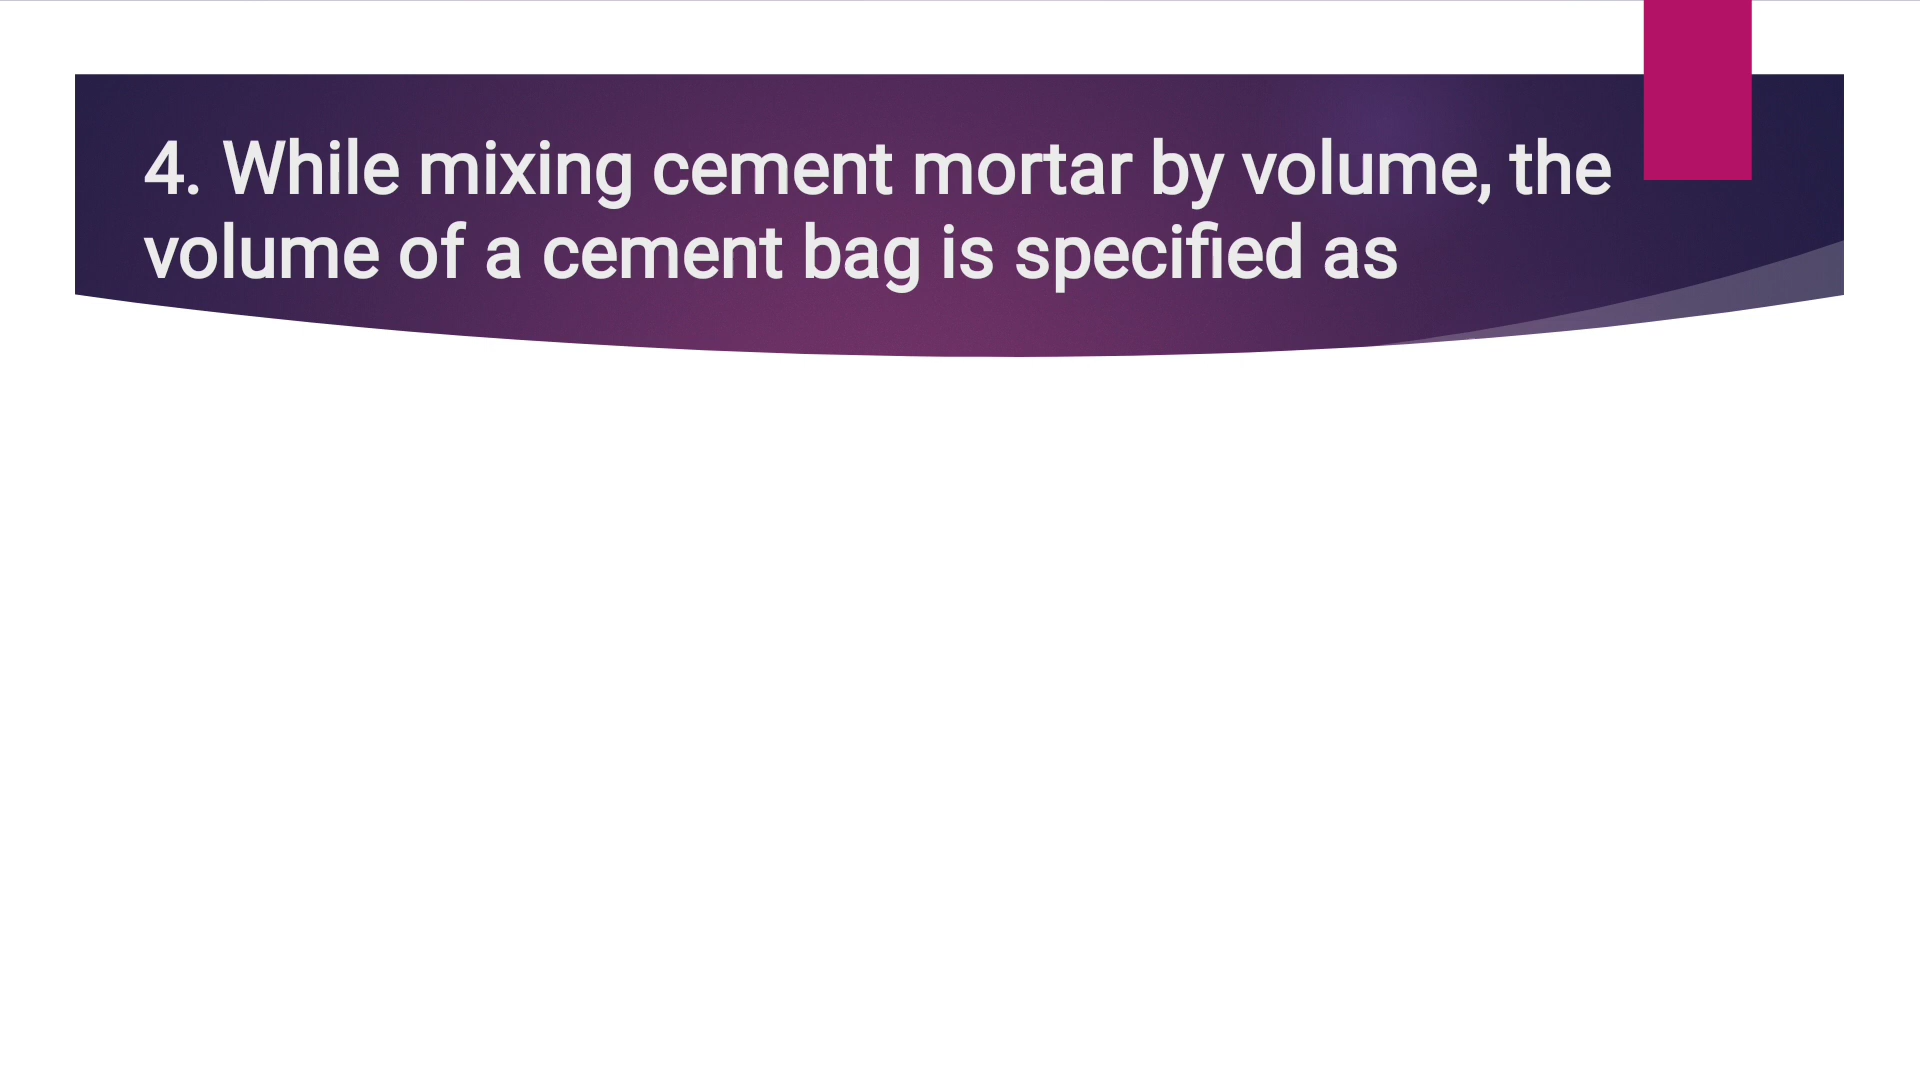 4. While mixing cement mortar by volume, the
volume of a cement bag is specified as